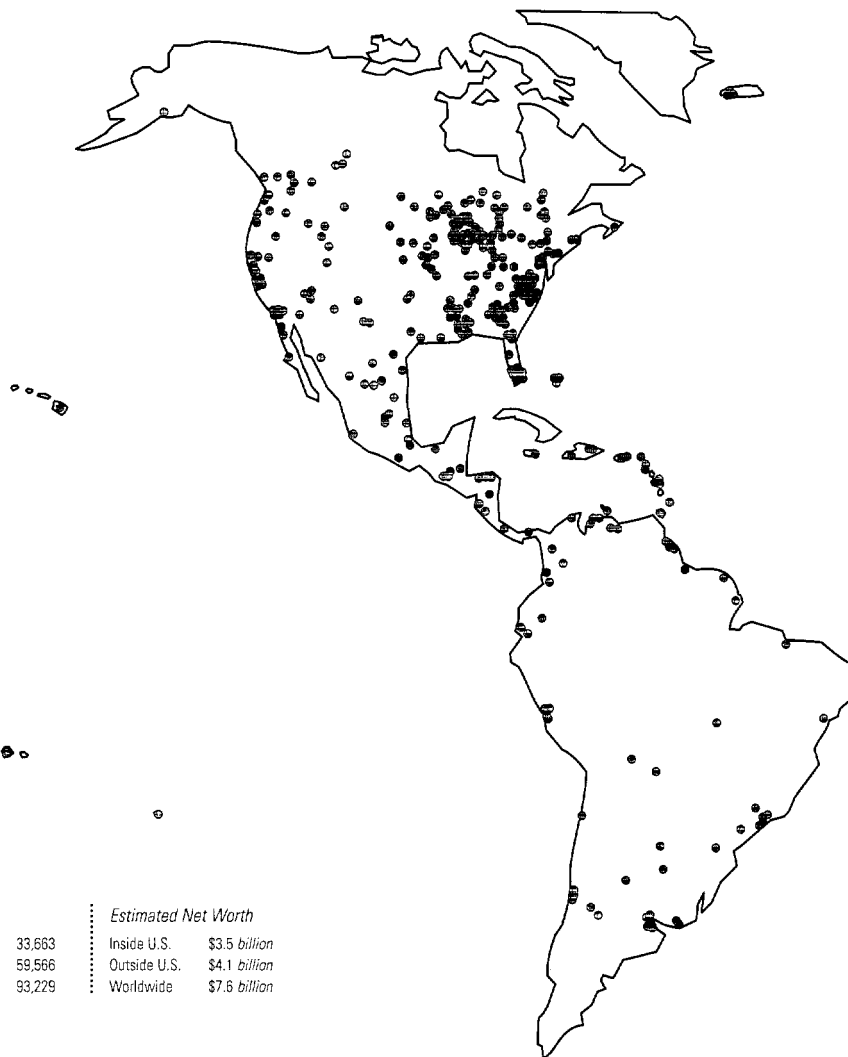 Estimated Net Worth
33,663 Inside U.S. $3.5 billion
59,566 Outside U.S. $4.1 billion
93,229 Worldwide $7.6 billion